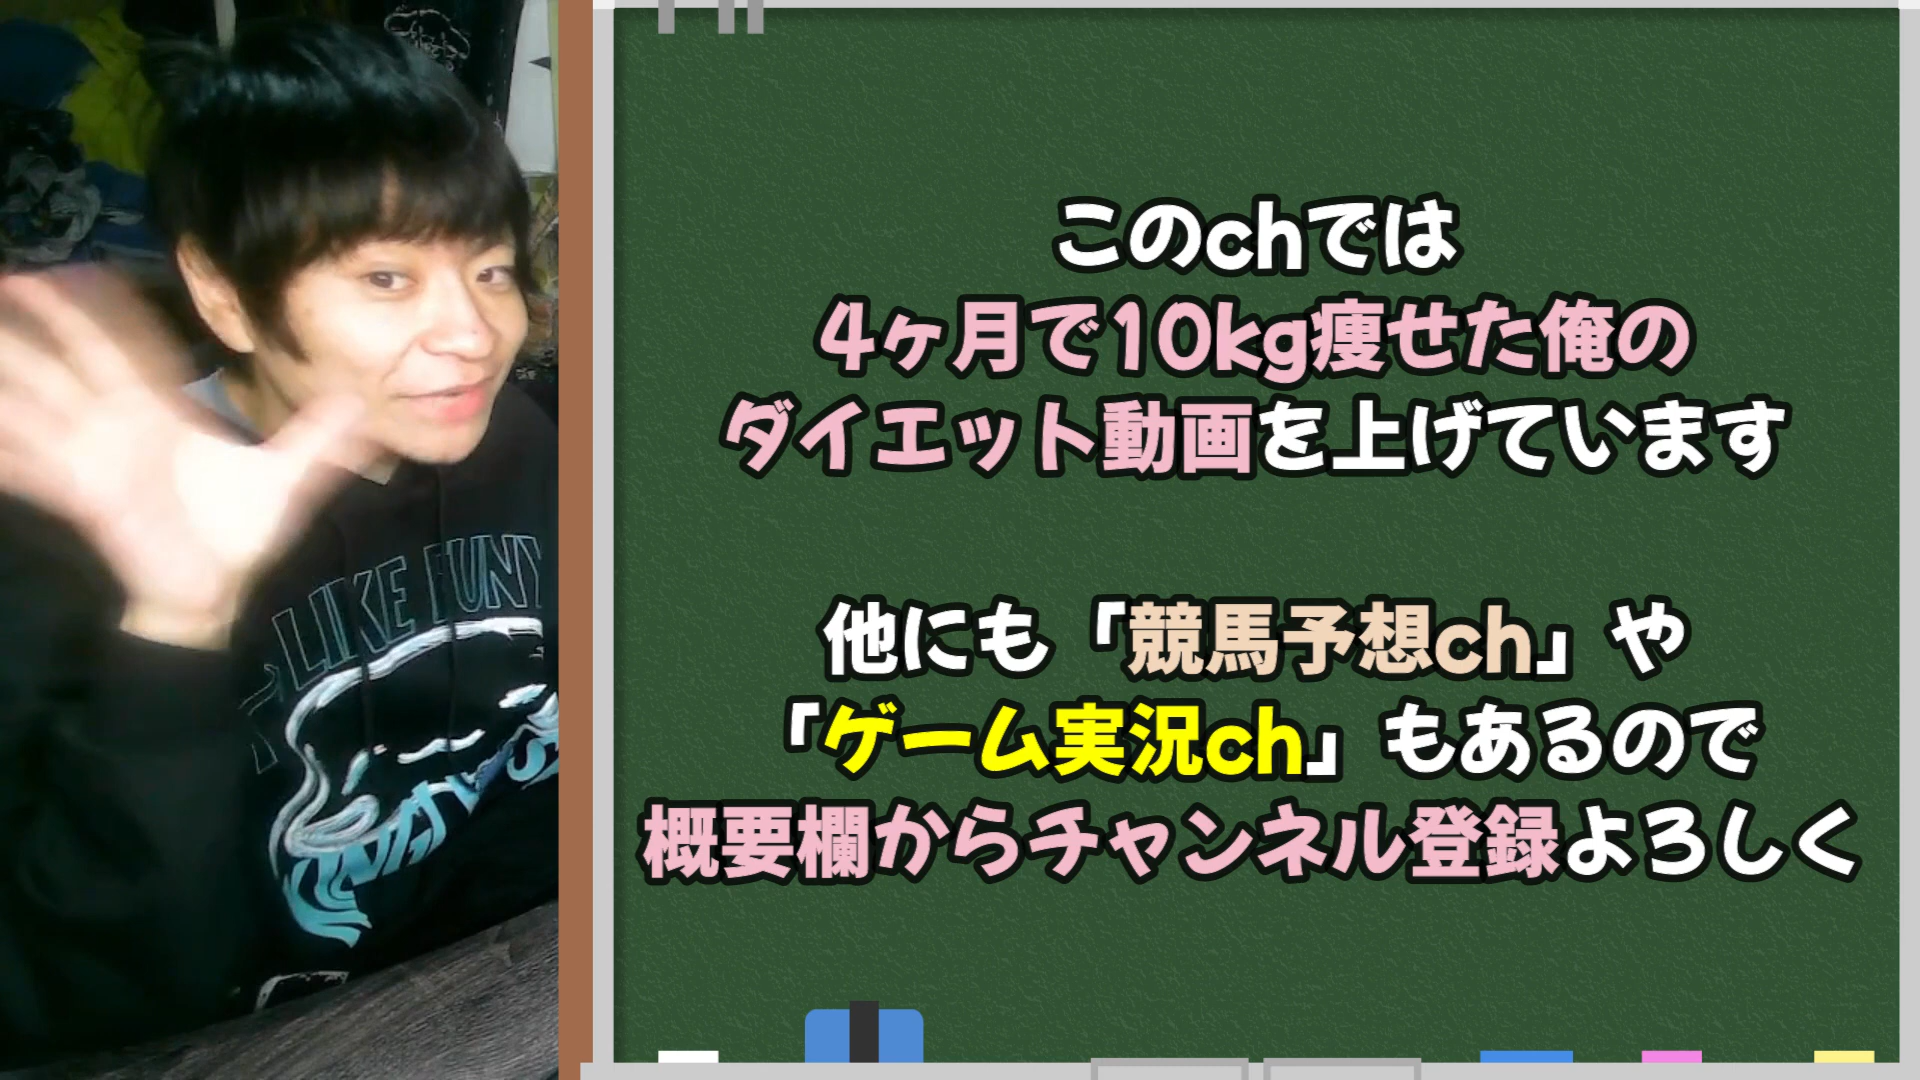 このchでは
4ヶ月で10kg痩せた俺の
ダイエット動画を上げています
他にも「競馬予想ch」や
「ゲーム実況ch」もあるので
概要欄からチャンネル登録よろしく
LIKE FUNY